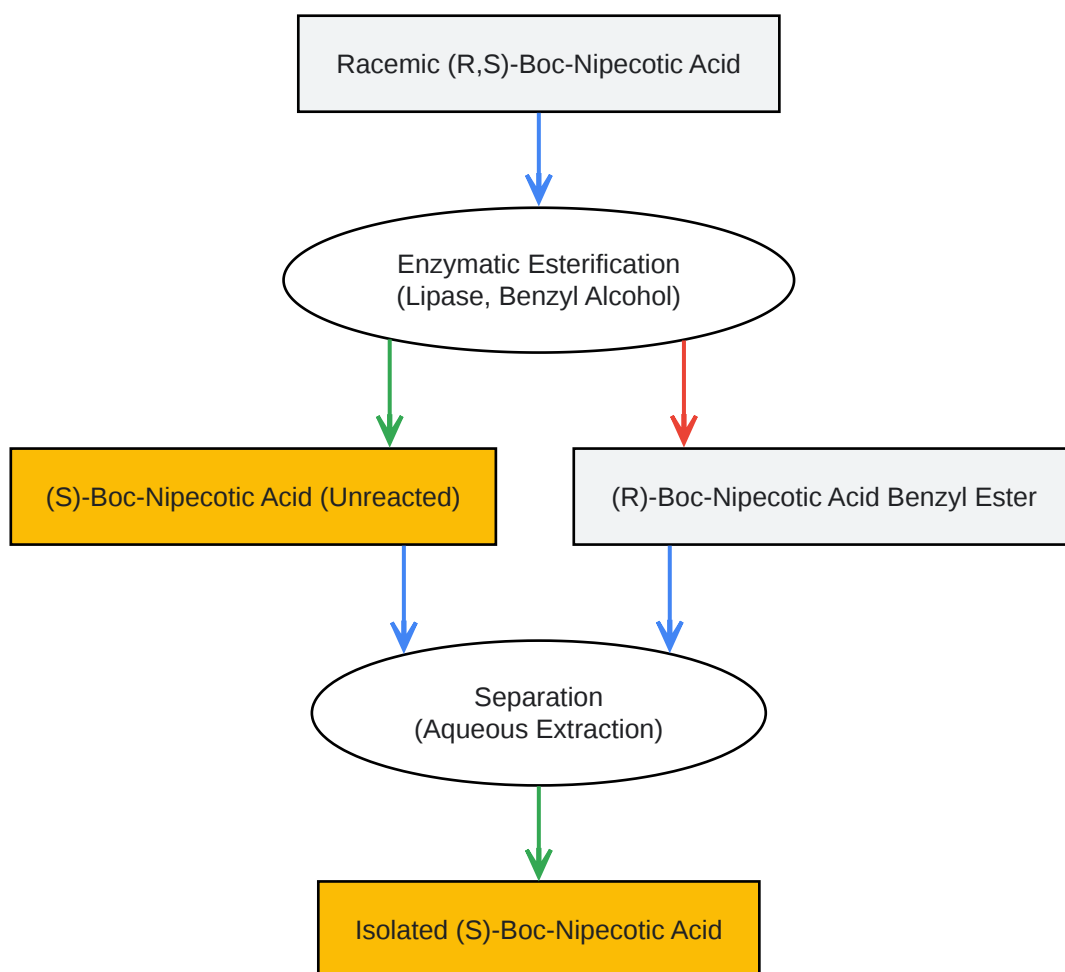 Racemic (R,S)-Boc-Nipecotic Acid
Enzymatic Esterification
(Lipase, Benzyl Alcohol)
(S)-Boc-Nipecotic Acid (Unreacted)
(R)-Boc-Nipecotic Acid Benzyl Ester
Separation
(Aqueous Extraction)
Isolated (S)-Boc-Nipecotic Acid